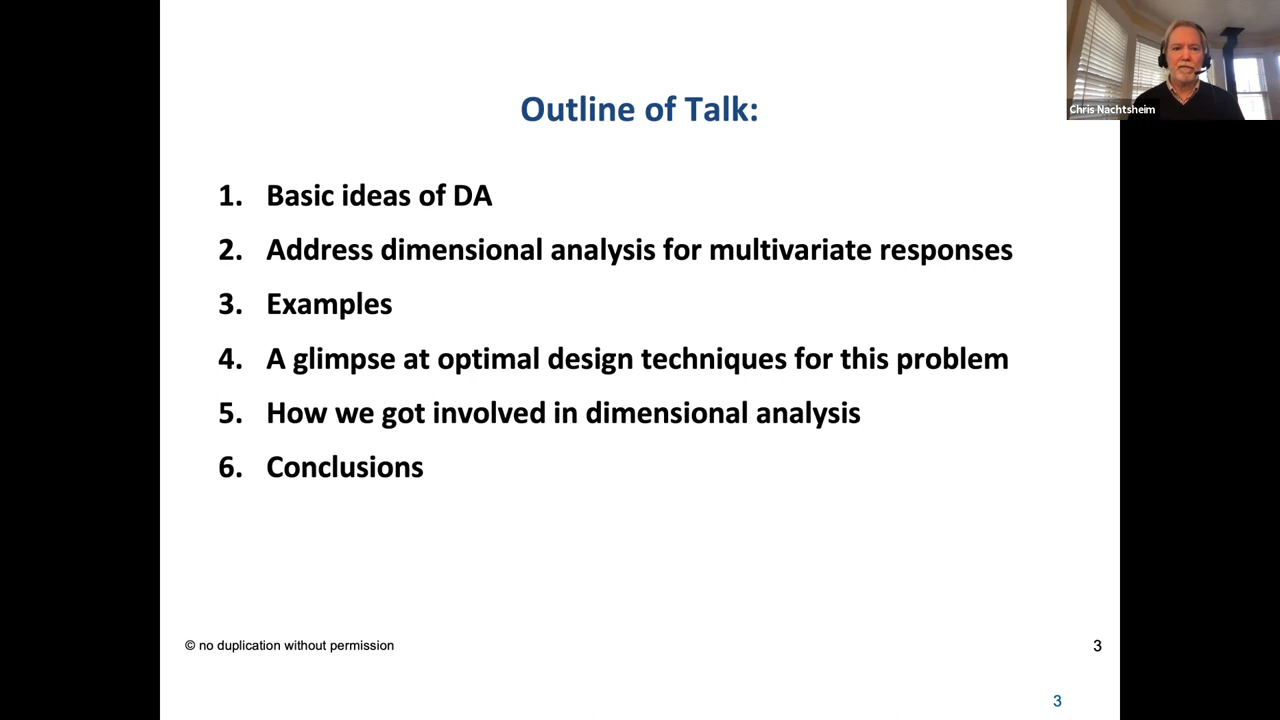 Chris Nachtsheim
Outline of Talk:
1. Basic ideas of DA
2. Address dimensional analysis for multivariate responses
3. Examples
4. A glimpse at optimal design techniques for this problem
5. How we got involved in dimensional analysis
6. Conclusions
© no duplication without permission
3
3